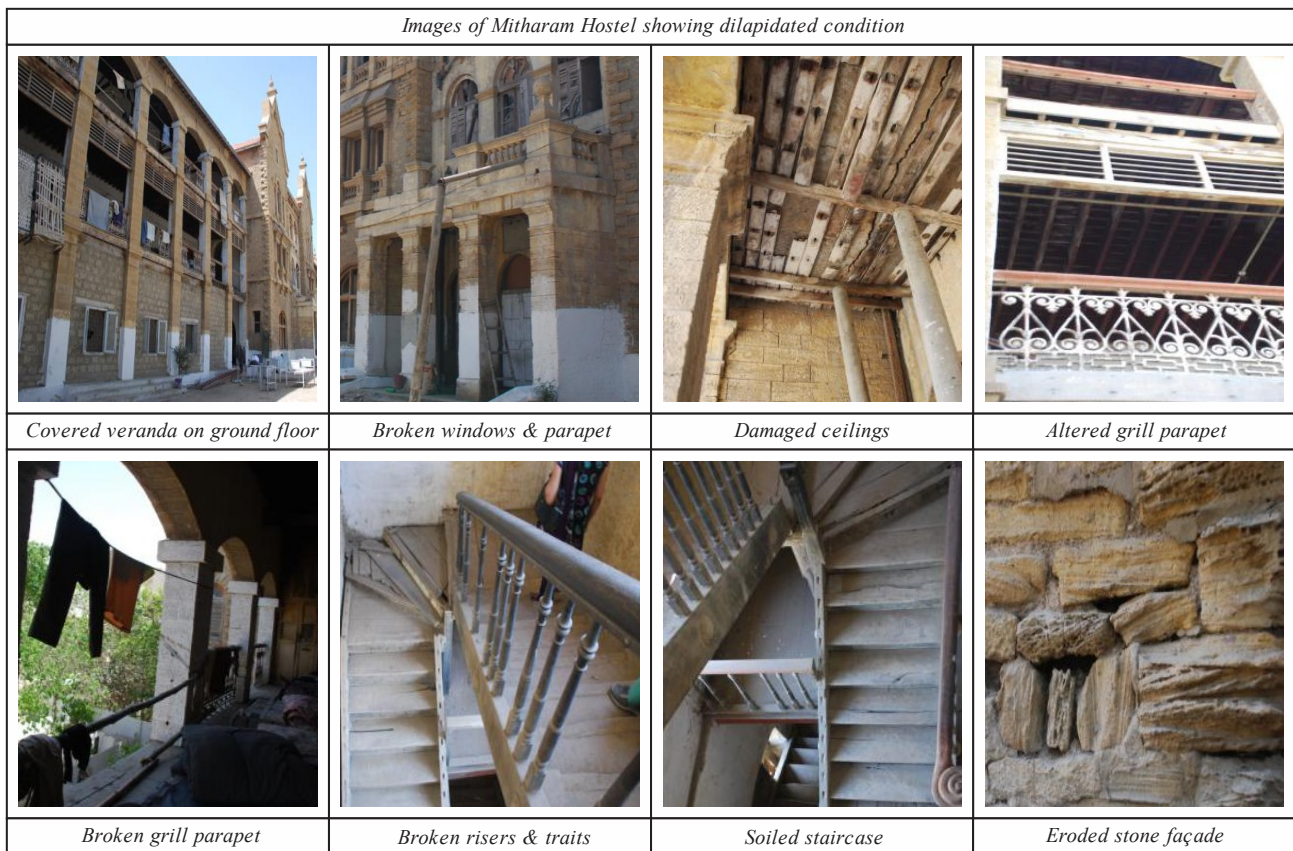 Images of Mitharam Hostel showing dilapidated condition
Covered veranda on ground floor
Broken windows & parapet
Damaged ceilings
Altered grill parapet
Broken grill parapet
Broken risers & traits
Soiled staircase
Eroded stone façade